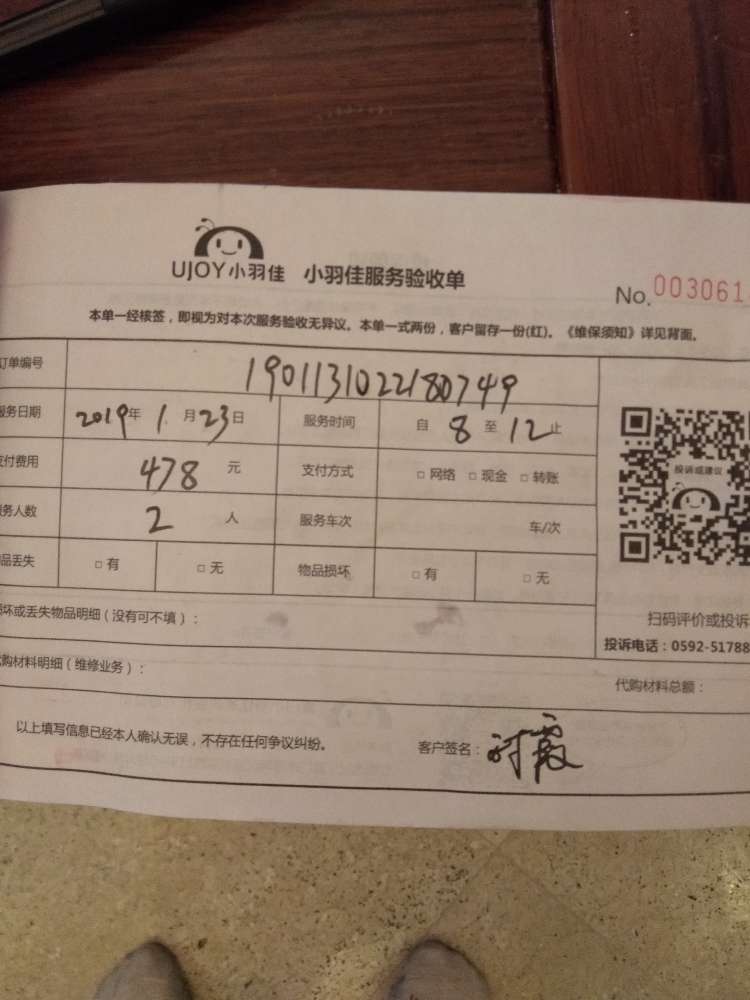 UJOY小羽佳 小羽佳服务验收单
No. 003061
本单一经核签，即视为对本次服务验收无异议。本单一式两份，客户留存一份(红)。《维保须知》详见背面。
订单编号 1901131022180749
服务日期 2019年 1 月 23日 服务时间 自 8 至 12 止
支付费用 478 元 支付方式 □ 网络 □ 现金 □ 转账
服务人数 2 人 服务车次 车/次
物品丢失 □ 有 □ 无 物品损坏 □ 有 □ 无
投诉或建议
损坏或丢失物品明细（没有可不填）：
扫码评价或投诉
投诉电话：0592-51788
代购材料明细（维修业务）：
代购材料总额：
以上填写信息已经本人确认无误，不存在任何争议纠纷。
客户签名：